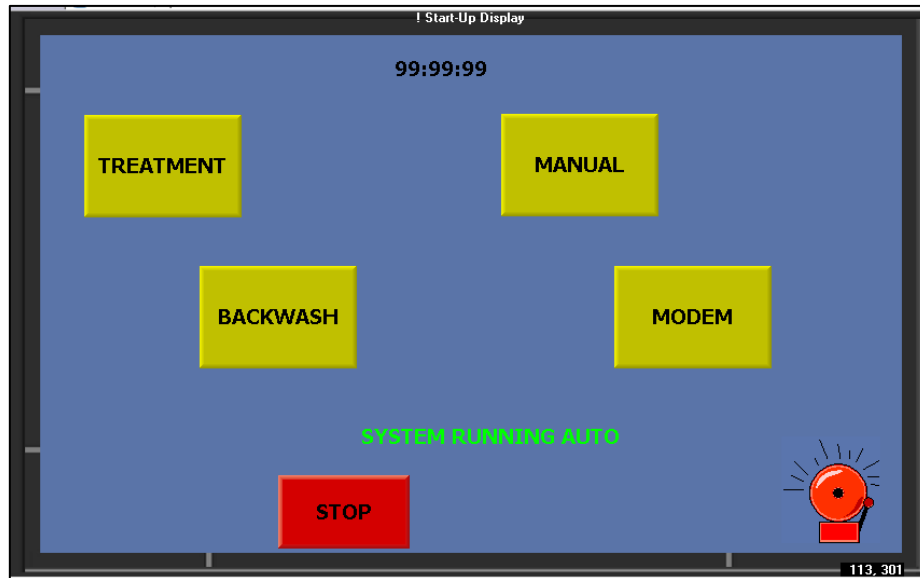 ! Start-Up Display
99:99:99
TREATMENT
MANUAL
BACKWASH
MODEM
SYSTEM RUNNING AUTO
STOP
113, 301